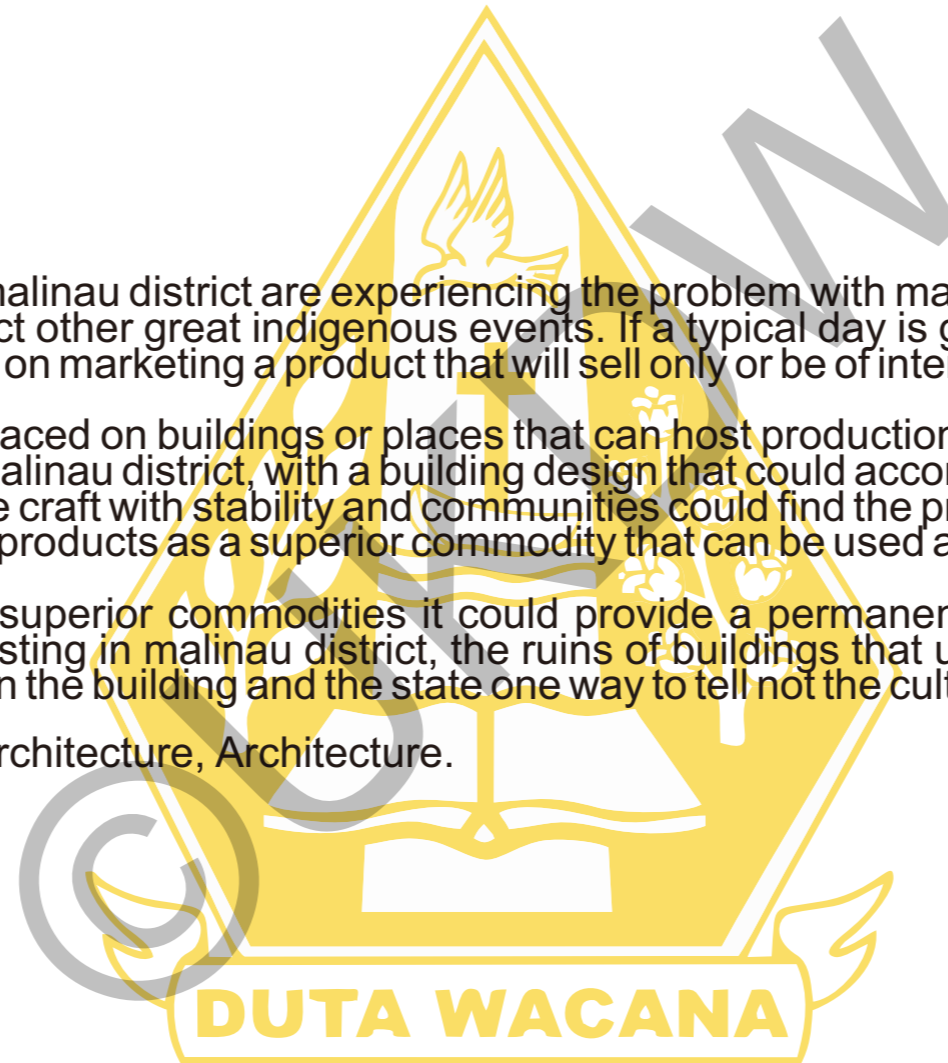 malinau district are experiencing the problem with ma
ct other great indigenous events. If a typical day is g
on marketing a product that will sell only or be of inter
aced on buildings or places that can host production
alinau district, with a building design that could accor
e craft with stability and communities could find the pr
products as a superior commodity that can be used a
superior commodities it could provide a permaner
sting in malinau district, the ruins of buildings that u
n the building and the state one way to tell not the cult
rchitecture, Architecture.
©UKDW
DUTA WACANA